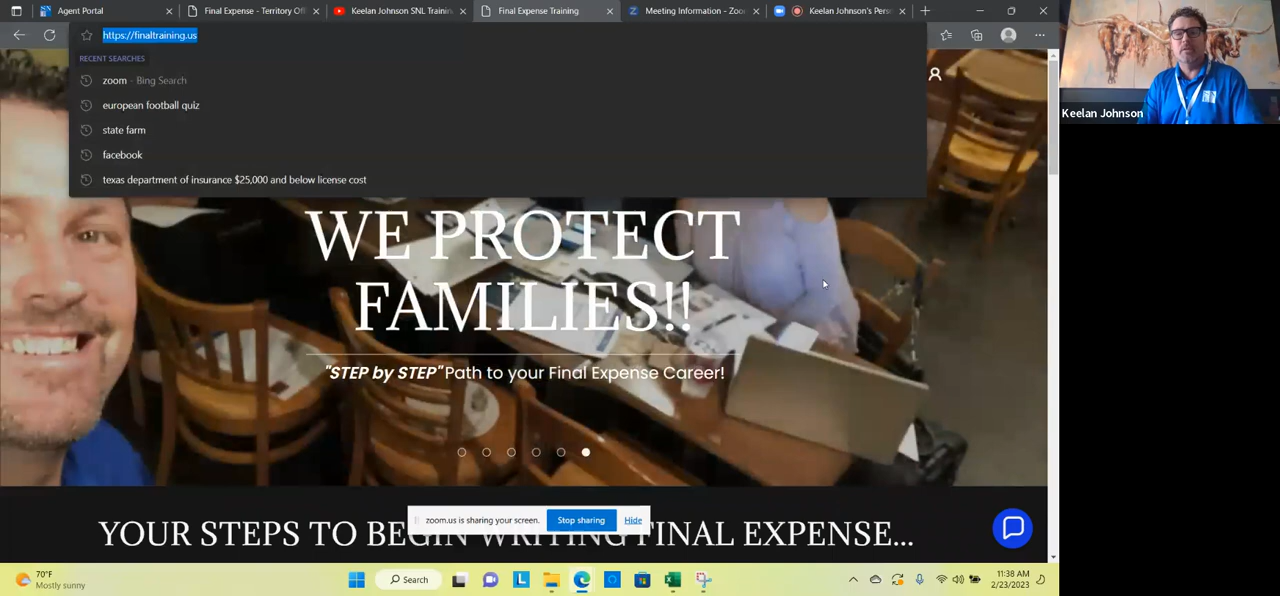 Agent Portal
Final Expense - Territory Off
Keelan Johnson SNL Trainin
Final Expense Training
Meeting Information - Zoo
Keelan Johnson's Pers
https://finaltraining.us
RECENT SEARCHES
zoom - Bing Search
european football quiz
state farm
facebook
texas department of insurance $25,000 and below license cost
Keelan Johnson
WE PROTECT
FAMILIES!!
"STEP by STEP" Path to your Final Expense Career!
zoom.us is sharing your screen.
Stop sharing
Hide
YOUR STEPS TO BEGIN WRITING FINAL EXPENSE...
70°F
Mostly sunny
Search
11:38 AM
2/23/2023